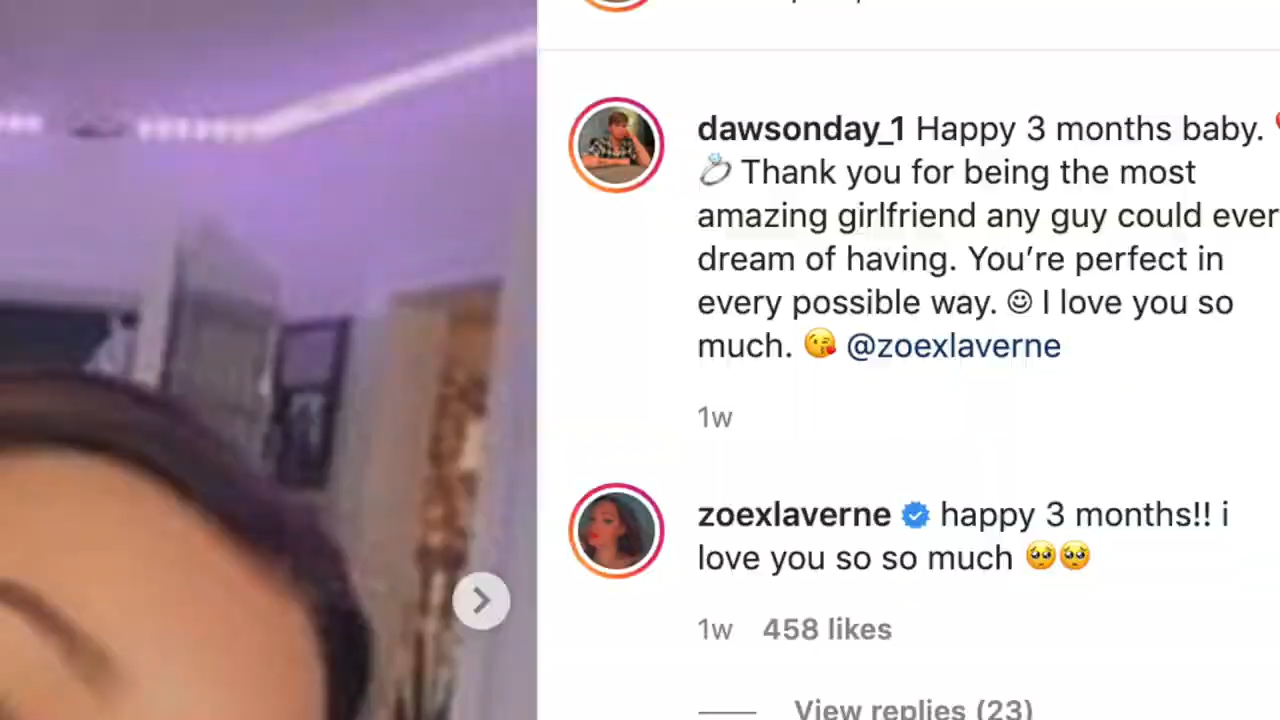 dawsonday_1 Happy 3 months baby. ❤
💍 Thank you for being the most
amazing girlfriend any guy could ever
dream of having. You’re perfect in
every possible way. ☺ I love you so
much. 😘 @zoexlaverne
1w
zoexlaverne happy 3 months!! i
love you so so much 🥺🥺
1w 458 likes
View replies (23)